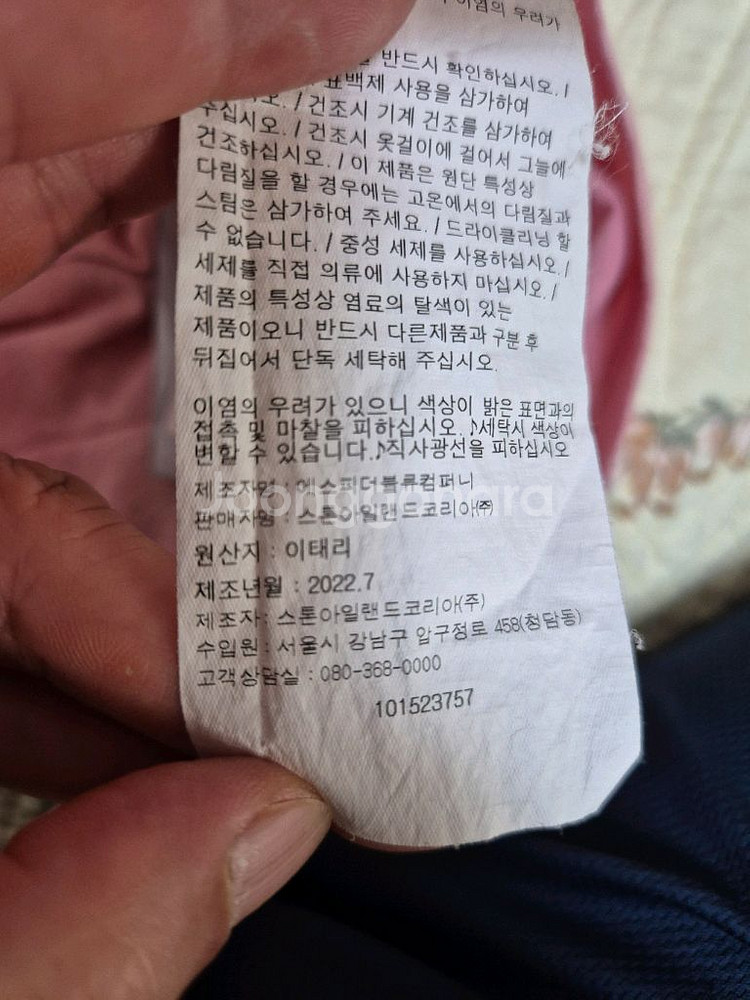 이염의 우려가
반드시 확인하십시오. /
표백제 사용을 삼가하여
주십시오. / 건조시 기계 건조를 삼가하여
건조하십시오. / 건조시 옷걸이에 걸어서 그늘에
/ 이 제품은 원단 특성상
다림질을 할 경우에는 고온에서의 다림질과
스팀은 삼가하여 주세요. / 드라이클리닝 할
수 없습니다. / 중성 세제를 사용하십시오. /
세제를 직접 의류에 사용하지 마십시오. /
제품의 특성상 염료의 탈색이 있는
제품이오니 반드시 다른제품과 구분 후
뒤집어서 단독 세탁해 주십시오.
이염의 우려가 있으니 색상이 밝은 표면과의
접촉 및 마찰을 피하십시오. ♪세탁시 색상이
변할 수 있습니다.♪직사광선을 피하십시오
제조자명 : 에스피더블류컴퍼니
판매자명 : 스톤아일랜드코리아㈜
원산지 : 이태리
제조년월 : 2022.7
제조자: 스톤아일랜드코리아(주)
수입원 : 서울시 강남구 압구정로 458(청담동)
고객상담실 : 080-368-0000
101523757